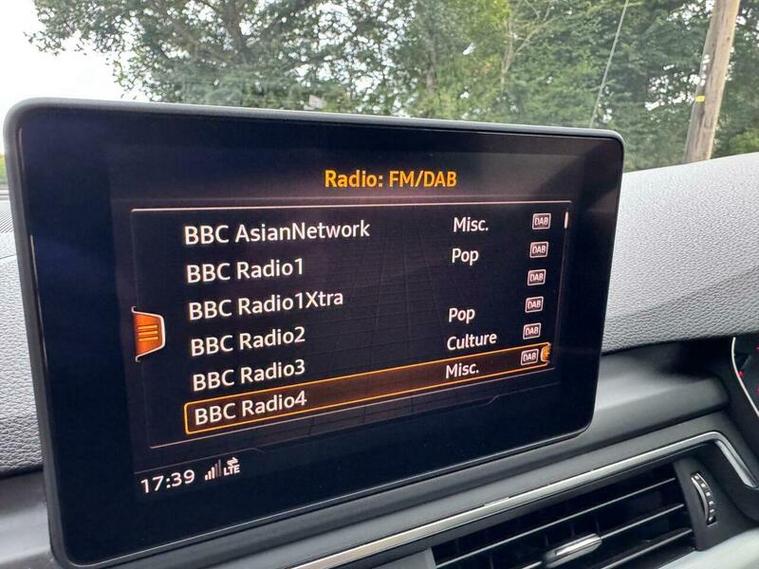 Radio: FM/DAB
BBC AsianNetwork Misc. DAB
BBC Radio1 Pop DAB
BBC Radio1Xtra DAB
BBC Radio2 Pop DAB
BBC Radio3 Culture DAB
BBC Radio4 Misc. DAB
17:39 LTE